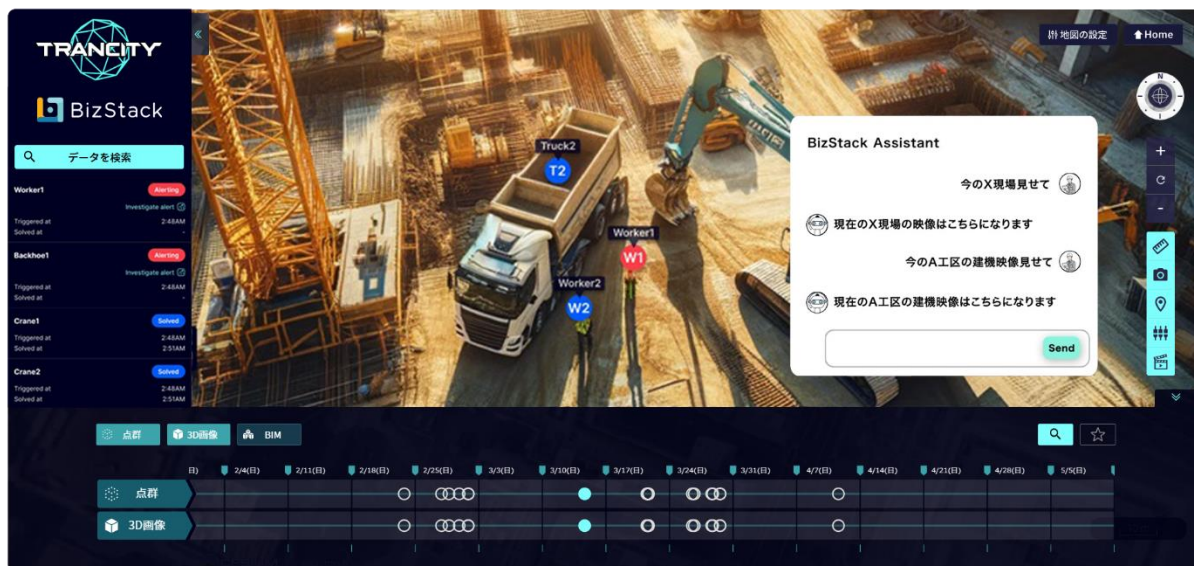 TRANCITY
BizStack
データを検索
Worker1 Alerting
Investigate alert
Triggered at 2:48AM
Solved at -
Backhoe1 Alerting
Investigate alert
Triggered at 2:48AM
Solved at -
Crane1 Solved
Triggered at 2:48AM
Solved at 2:51AM
Crane2 Solved
Triggered at 2:48AM
Solved at 2:51AM
地図の設定
Home
N
Truck2
T2
Worker1
W1
Worker2
W2
BizStack Assistant
今のX現場見せて
現在のX現場の映像はこちらになります
今のA工区の建機映像見せて
現在のA工区の建機映像はこちらになります
Send
点群 3D画像 BIM
日) 2/4(日) 2/11(日) 2/18(日) 2/25(日) 3/3(日) 3/10(日) 3/17(日) 3/24(日) 3/31(日) 4/7(日) 4/14(日) 4/21(日) 4/28(日) 5/5(日)
点群
3D画像